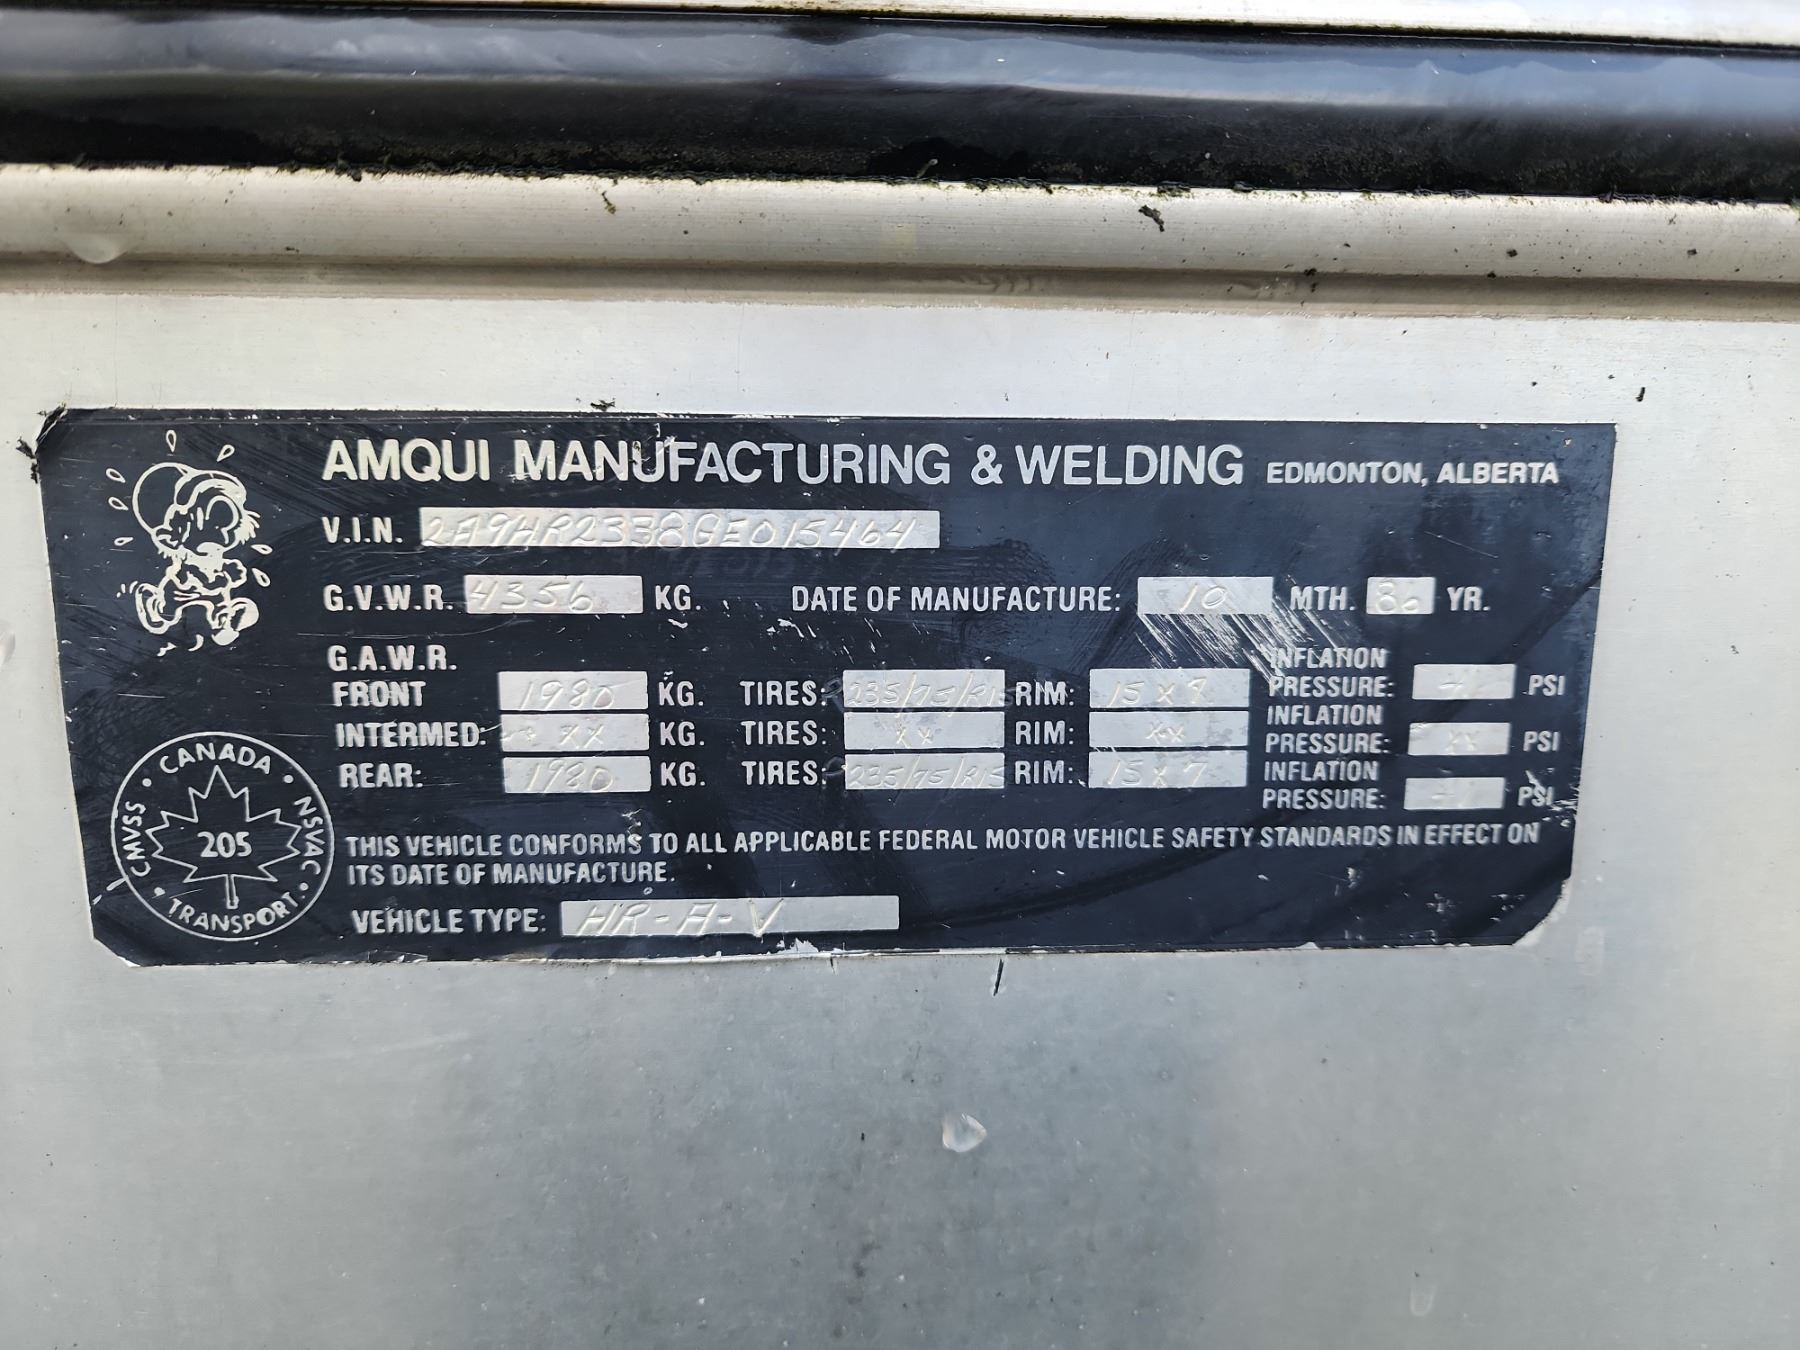 AMQUI MANUFACTURING & WELDING EDMONTON, ALBERTA
V.I.N. 2A9HR2338GE015464
G.V.W.R. 4356 KG. DATE OF MANUFACTURE: 10 MTH. 86 YR.
G.A.W.R.
FRONT 1980 KG. TIRES: 235/75/R15 RIM: 15 X 7 INFLATION PRESSURE: PSI
INTERMED: XX KG. TIRES: XX RIM: XX INFLATION PRESSURE: XX PSI
REAR: 1980 KG. TIRES: 235/75/R15 RIM: 15 X 7 INFLATION PRESSURE: PSI
THIS VEHICLE CONFORMS TO ALL APPLICABLE FEDERAL MOTOR VEHICLE SAFETY STANDARDS IN EFFECT ON
ITS DATE OF MANUFACTURE.
VEHICLE TYPE: HR-A-V
CANADA
CMVSS
205
NSVAC
TRANSPORT